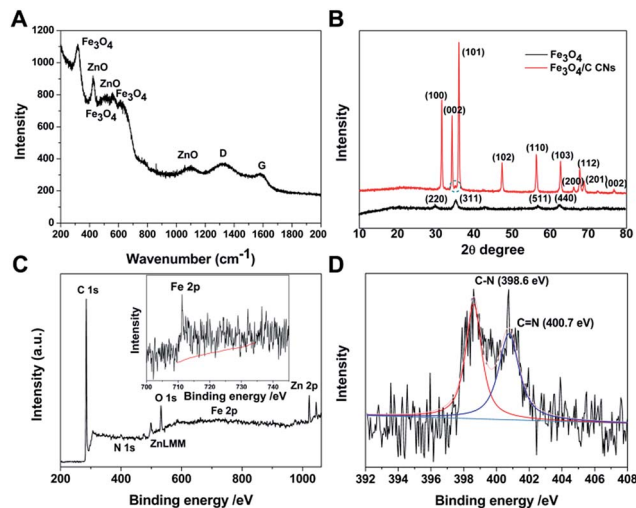 A
1200
1000
800
600
400
200
0
Intensity
Fe3O4
ZnO
ZnO
Fe3O4
Fe3O4
ZnO
D
G
200 400 600 800 1000 1200 1400 1600 1800 200
Wavenumber (cm-1)
B
Intensity
(101)
Fe3O4
Fe3O4/C CNs
(100)
(002)
(110)
(102)
(103)
(112)
(200)
(201)
(002)
(220)
(311)
(511)
(440)
10 20 30 40 50 60 70 80
2θ degree
C
Intensity (a.u.)
C 1s
Fe 2p
Intensity
700 710 720 730 740
Binding energy /eV
Zn 2p
O 1s
Fe 2p
N 1s
ZnLMM
200 400 600 800 1000
Binding energy /eV
D
Intensity
C-N (398.6 eV)
C=N (400.7 eV)
392 394 396 398 400 402 404 406 408
Binding energy /eV